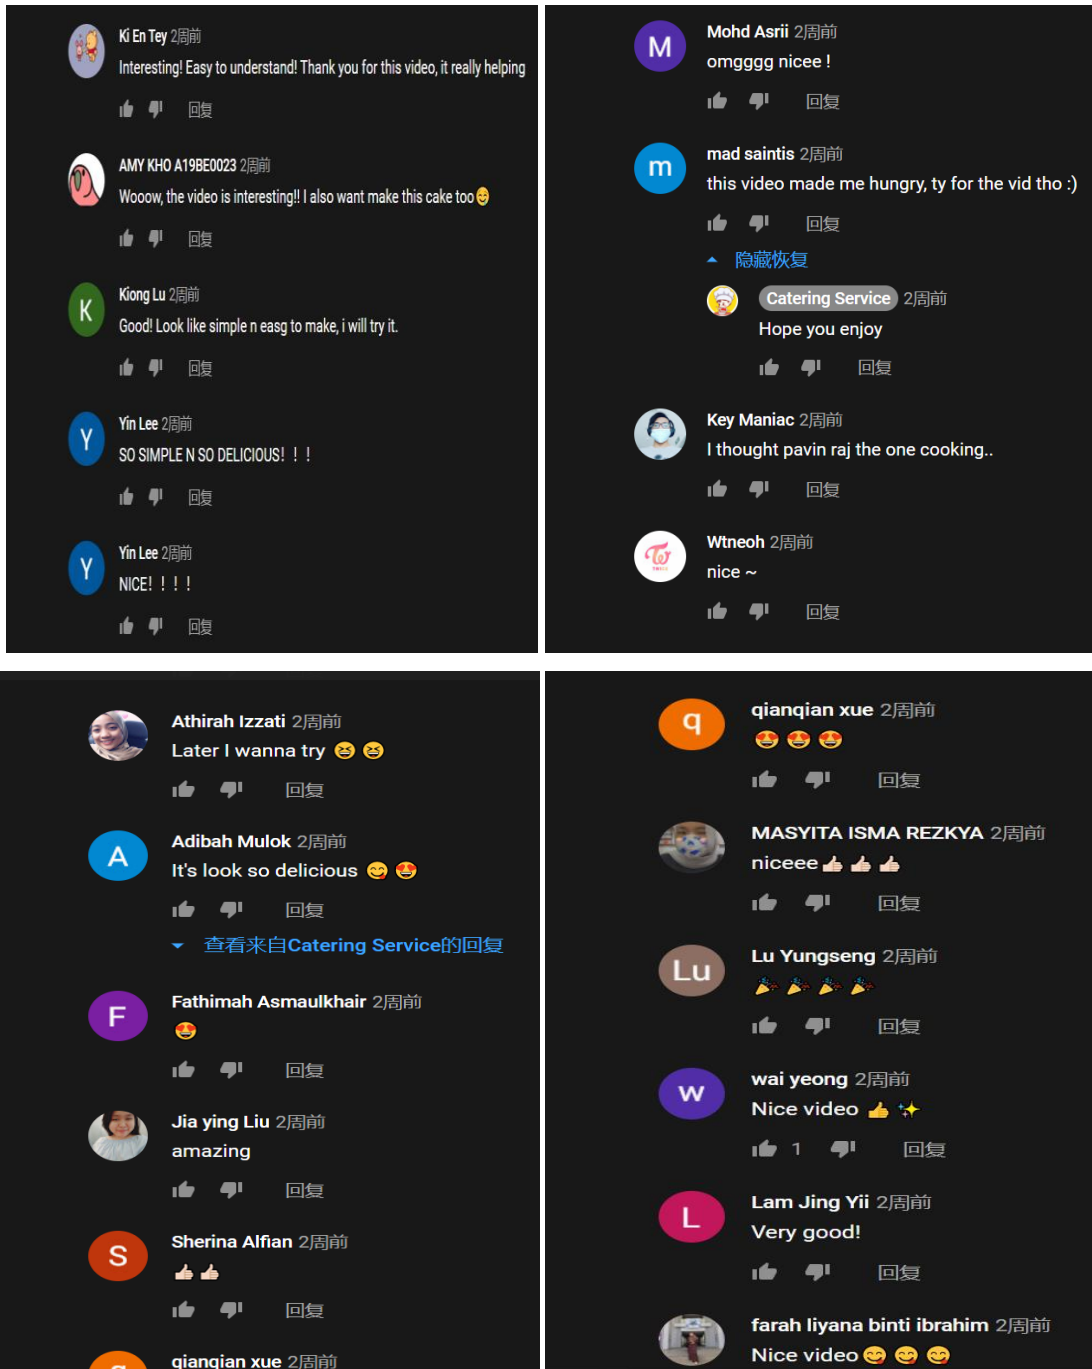 Ki En Tey 2周前
Interesting! Easy to understand! Thank you for this video, it really helping
回复
AMY KHO A19BE0023 2周前
Wooow, the video is interesting!! I also want make this cake too😋
回复
K
Kiong Lu 2周前
Good! Look like simple n easg to make, i will try it.
回复
Y
Yin Lee 2周前
SO SIMPLE N SO DELICIOUS！！！
回复
Y
Yin Lee 2周前
NICE！！！！
回复
M
Mohd Asrii 2周前
omgggg nicee !
回复
m
mad saintis 2周前
this video made me hungry, ty for the vid tho :)
回复
隐藏恢复
Catering Service 2周前
Hope you enjoy
回复
Key Maniac 2周前
I thought pavin raj the one cooking..
回复
Wtneoh 2周前
nice ~
回复
Athirah Izzati 2周前
Later I wanna try 😆 😆
回复
A
Adibah Mulok 2周前
It's look so delicious 😋 😍
回复
查看来自Catering Service的回复
F
Fathimah Asmaulkhair 2周前
😍
回复
Jia ying Liu 2周前
amazing
回复
S
Sherina Alfian 2周前
👍🏻 👍🏻
回复
qianqian xue 2周前
q
qianqian xue 2周前
😍 😍 😍
回复
MASYITA ISMA REZKYA 2周前
niceee👍🏻 👍🏻 👍🏻
回复
Lu
Lu Yungseng 2周前
🎉 🎉 🎉 🎉
回复
w
wai yeong 2周前
Nice video 👍 ✨
1 回复
L
Lam Jing Yii 2周前
Very good!
回复
farah liyana binti ibrahim 2周前
Nice video😋 😋 😋